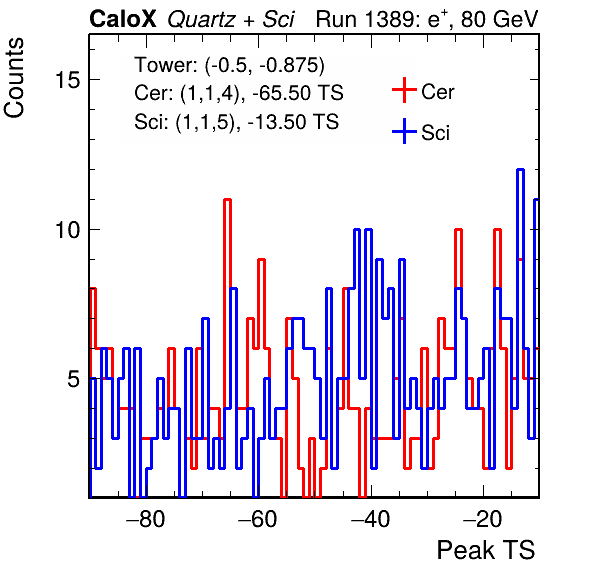 CaloX Quartz + Sci Run 1389: e⁺, 80 GeV
Counts
Tower: (-0.5, -0.875)
Cer: (1,1,4), -65.50 TS
Sci: (1,1,5), -13.50 TS
Cer
Sci
15
10
5
−80 −60 −40 −20
Peak TS